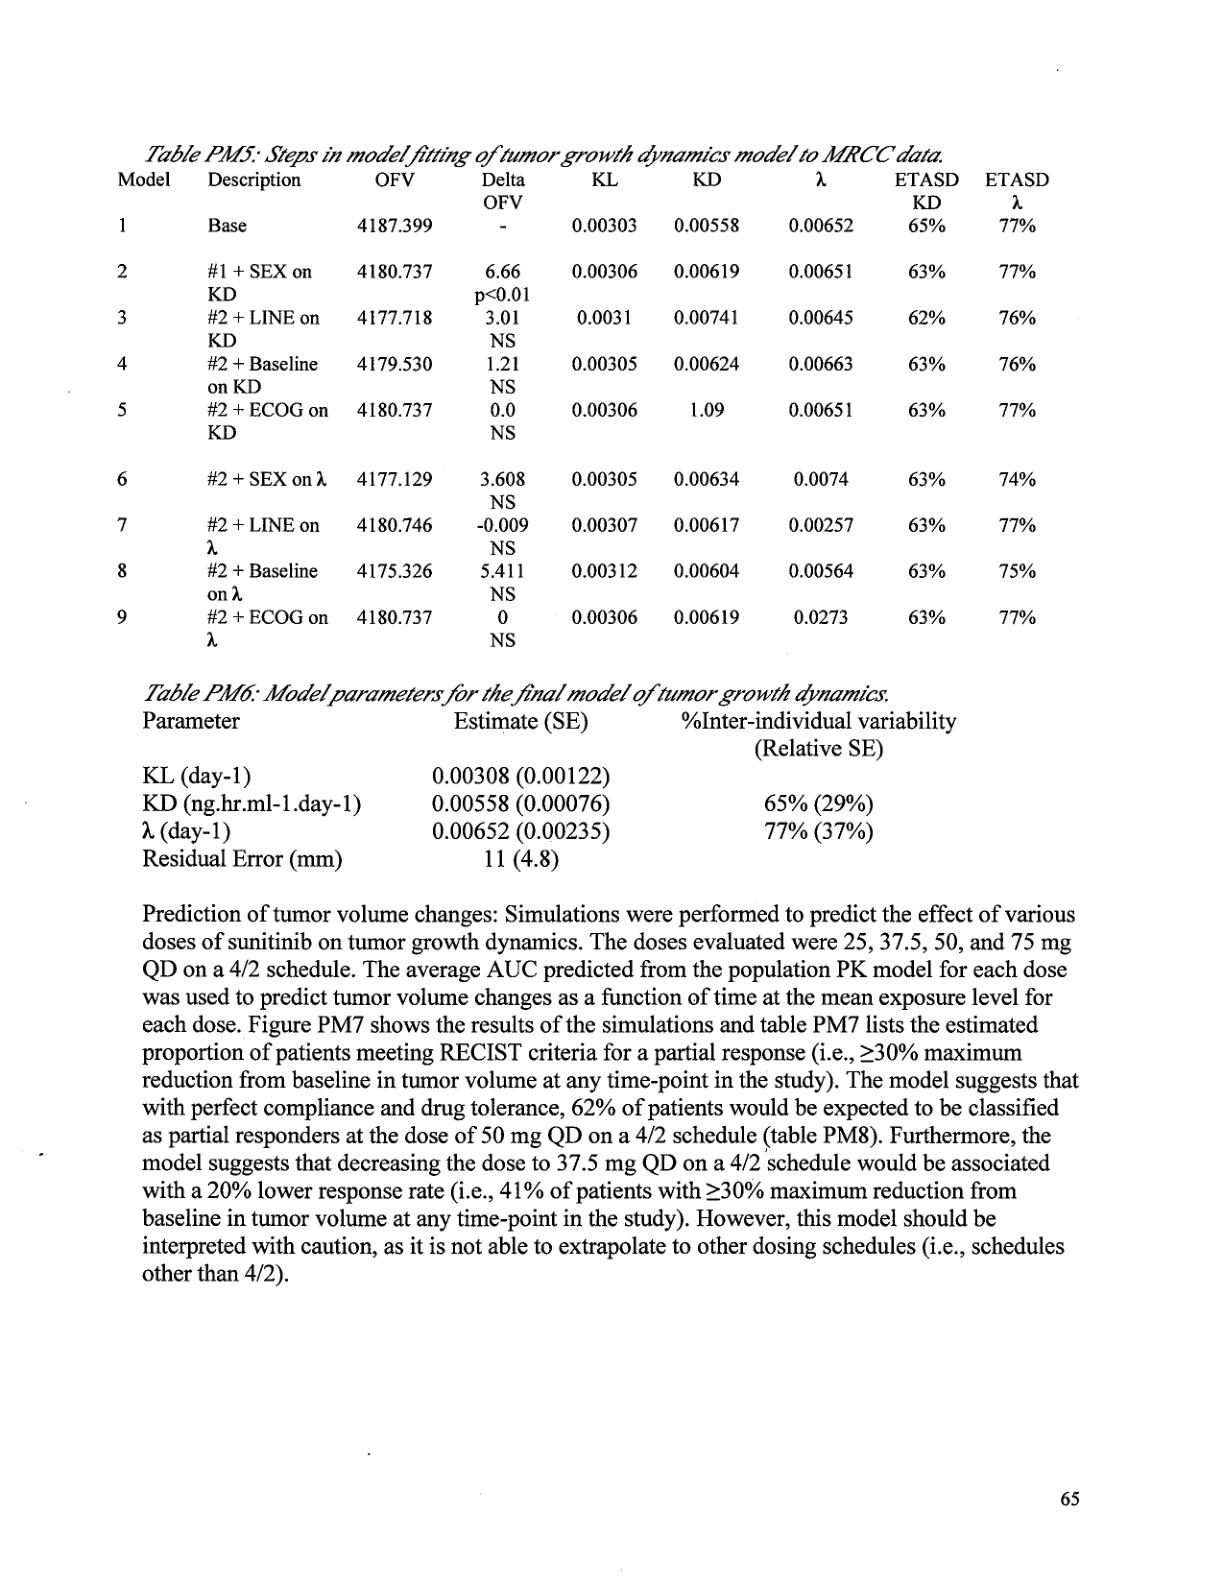 Table PM5: Steps in model fitting of tumor growth dynamics model to MRCC data.
Model Description OFV Delta OFV KL KD λ ETASD KD ETASD λ
1 Base 4187.399 - 0.00303 0.00558 0.00652 65% 77%
2 #1 + SEX on 4180.737 6.66 0.00306 0.00619 0.00651 63% 77%
KD p<0.01
3 #2 + LINE on 4177.718 3.01 0.0031 0.00741 0.00645 62% 76%
KD NS
4 #2 + Baseline 4179.530 1.21 0.00305 0.00624 0.00663 63% 76%
on KD NS
5 #2 + ECOG on 4180.737 0.0 0.00306 1.09 0.00651 63% 77%
KD NS
6 #2 + SEX on λ 4177.129 3.608 0.00305 0.00634 0.0074 63% 74%
NS
7 #2 + LINE on 4180.746 -0.009 0.00307 0.00617 0.00257 63% 77%
λ NS
8 #2 + Baseline 4175.326 5.411 0.00312 0.00604 0.00564 63% 75%
on λ NS
9 #2 + ECOG on 4180.737 0 0.00306 0.00619 0.0273 63% 77%
λ NS
Table PM6: Model parameters for the final model of tumor growth dynamics.
Parameter Estimate (SE) %Inter-individual variability
(Relative SE)
KL (day-1) 0.00308 (0.00122)
KD (ng.hr.ml-1.day-1) 0.00558 (0.00076) 65% (29%)
λ (day-1) 0.00652 (0.00235) 77% (37%)
Residual Error (mm) 11 (4.8)
Prediction of tumor volume changes: Simulations were performed to predict the effect of various
doses of sunitinib on tumor growth dynamics. The doses evaluated were 25, 37.5, 50, and 75 mg
QD on a 4/2 schedule. The average AUC predicted from the population PK model for each dose
was used to predict tumor volume changes as a function of time at the mean exposure level for
each dose. Figure PM7 shows the results of the simulations and table PM7 lists the estimated
proportion of patients meeting RECIST criteria for a partial response (i.e., ≥30% maximum
reduction from baseline in tumor volume at any time-point in the study). The model suggests that
with perfect compliance and drug tolerance, 62% of patients would be expected to be classified
as partial responders at the dose of 50 mg QD on a 4/2 schedule (table PM8). Furthermore, the
model suggests that decreasing the dose to 37.5 mg QD on a 4/2 schedule would be associated
with a 20% lower response rate (i.e., 41% of patients with ≥30% maximum reduction from
baseline in tumor volume at any time-point in the study). However, this model should be
interpreted with caution, as it is not able to extrapolate to other dosing schedules (i.e., schedules
other than 4/2).
65